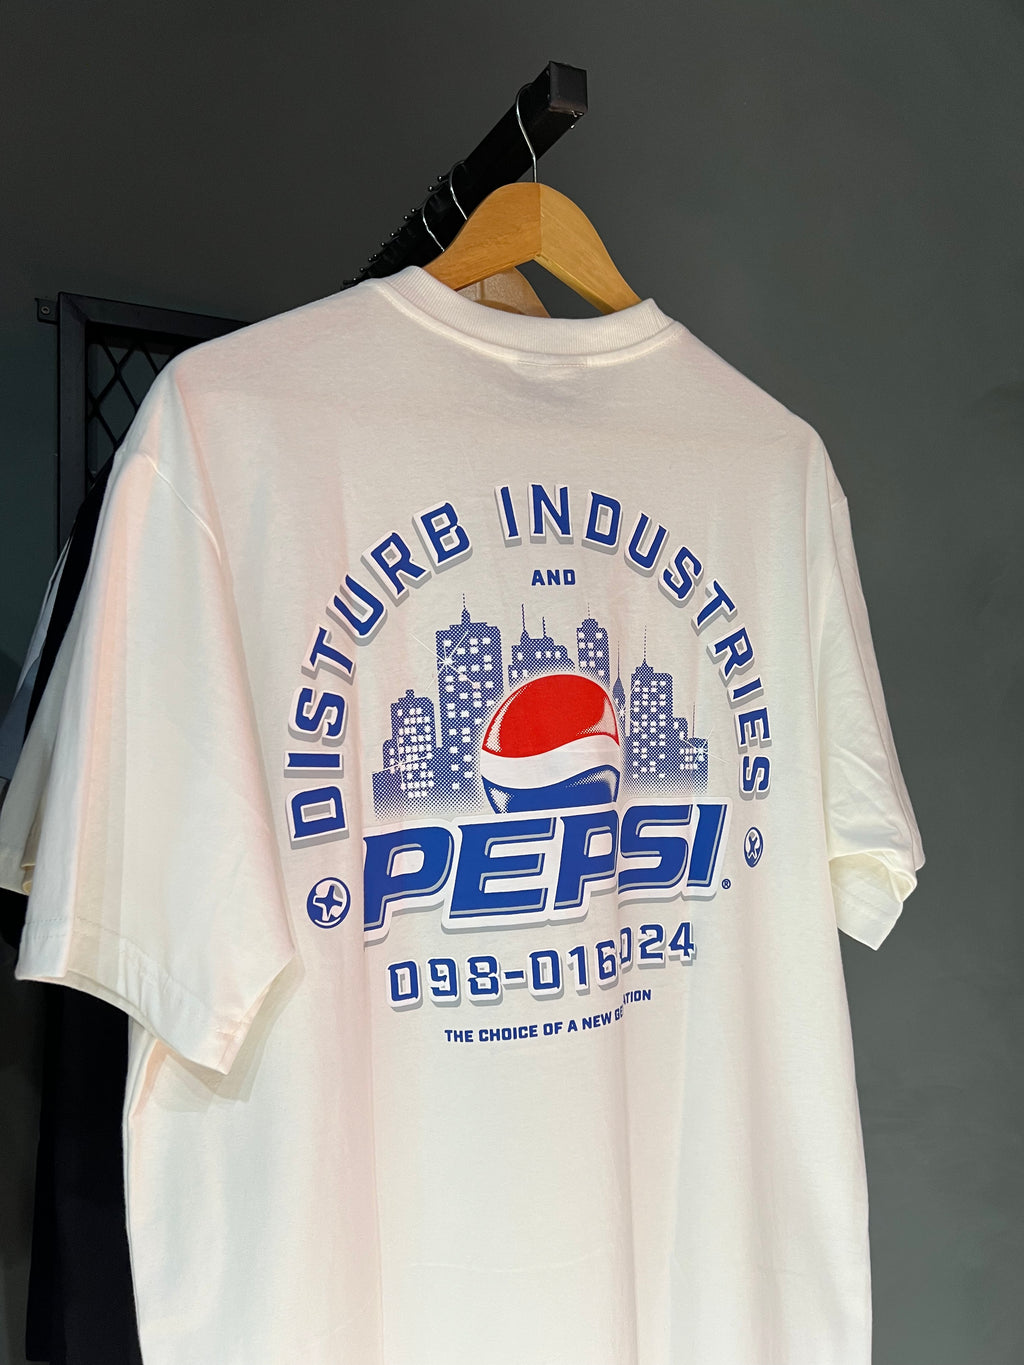 DISTURB INDUSTRIES
AND
PEPSI®
098-016024
THE CHOICE OF A NEW